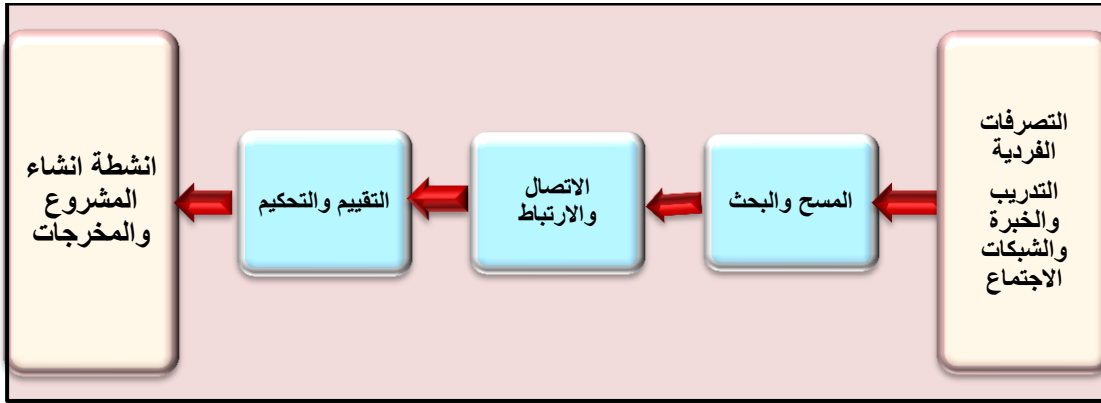 التصرفات
الفردية
التدريب
والخبرة
والشبكات
الاجتماع
المسح والبحث
الاتصال
والارتباط
التقييم والتحكيم
انشطة انشاء
المشروع
والمخرجات